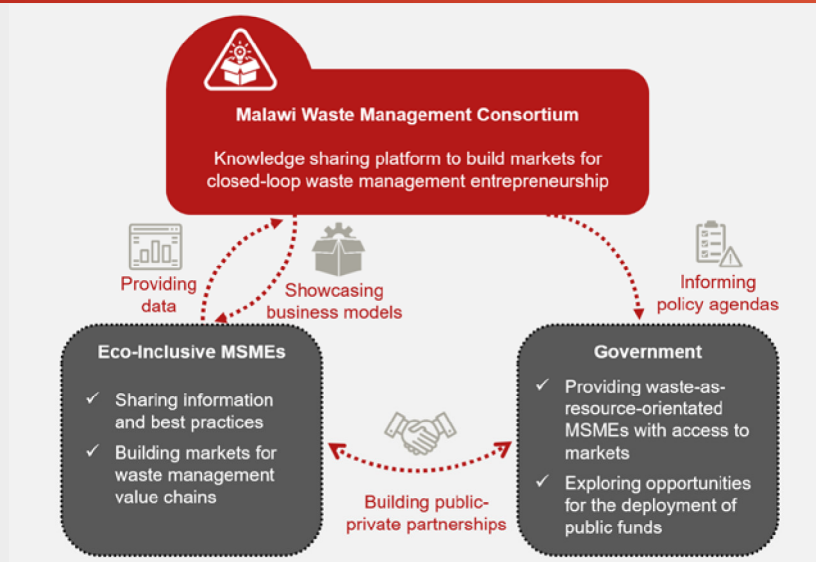 Malawi Waste Management Consortium
Knowledge sharing platform to build markets for
closed-loop waste management entrepreneurship
Providing
data
Showcasing
business models
Informing
policy agendas
Eco-Inclusive MSMEs
✓ Sharing information
and best practices
✓ Building markets for
waste management
value chains
Building public-
private partnerships
Government
✓ Providing waste-as-
resource-orientated
MSMEs with access to
markets
✓ Exploring opportunities
for the deployment of
public funds